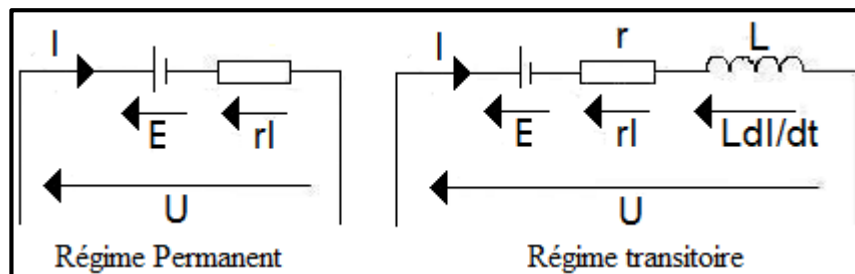 I
E
rI
U
Régime Permanent
I
r
L
E
rI
LdI/dt
U
Régime transitoire